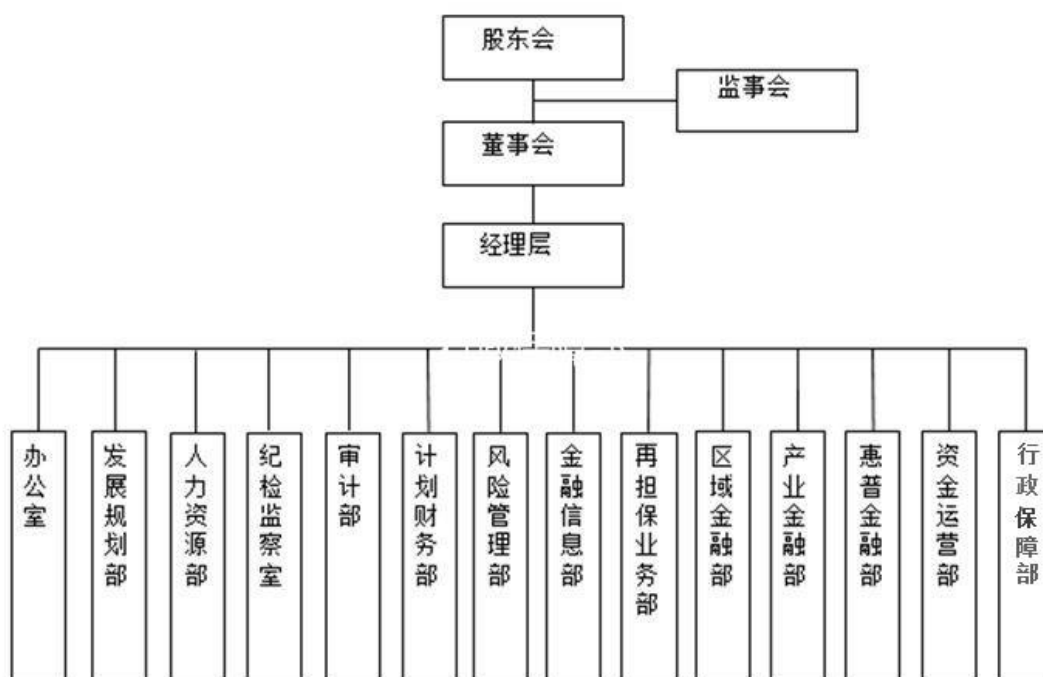 股东会
监事会
董事会
经理层
办公室
发展规划部
人力资源部
纪检监察室
审计部
计划财务部
风险管理部
金融信息部
再担保业务部
区域金融部
产业金融部
惠普金融部
资金运营部
行政保障部